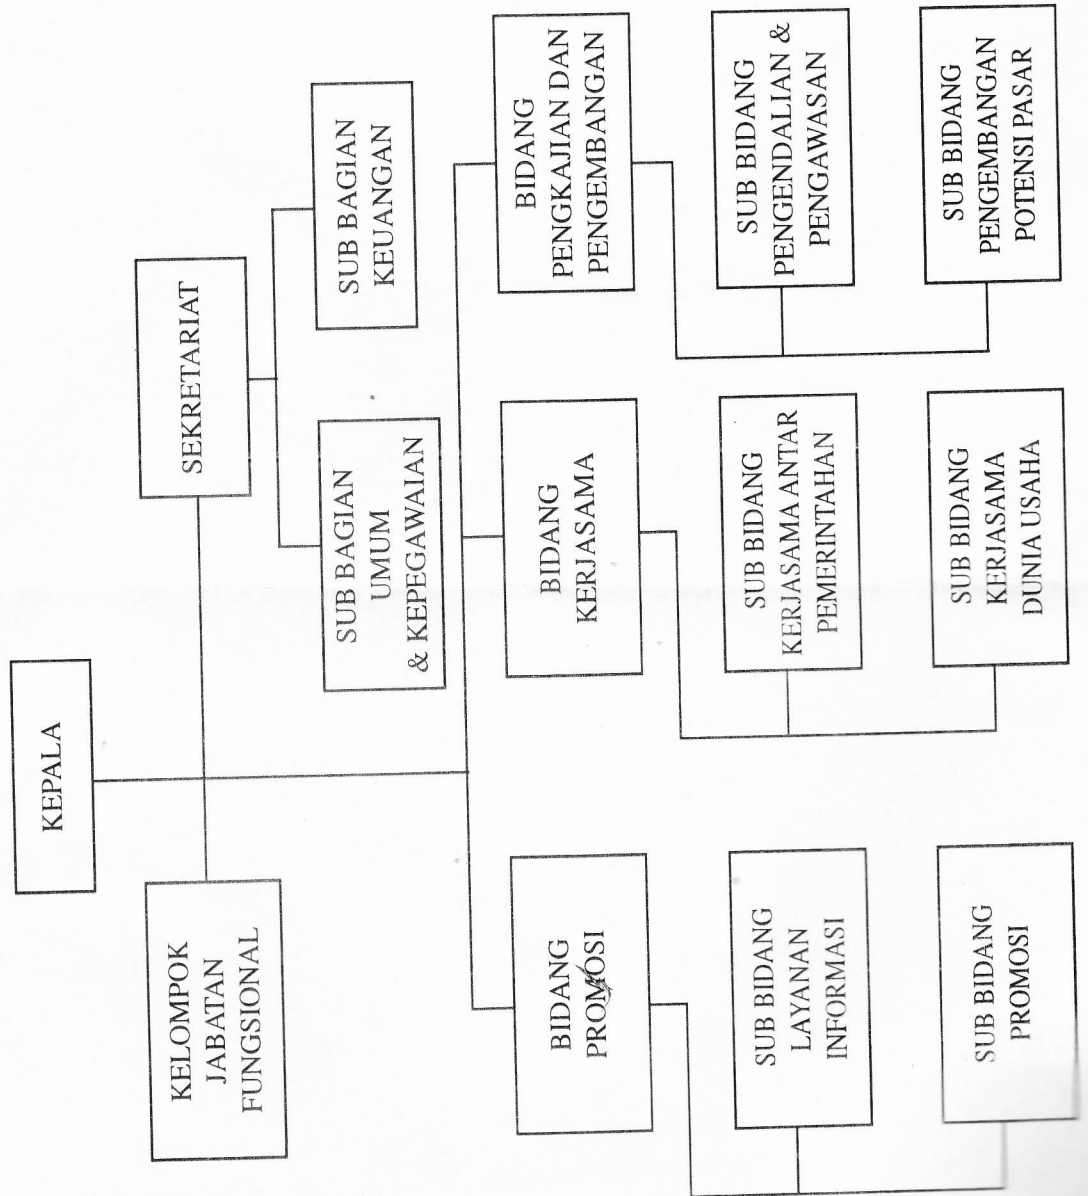 KEPALA
KELOMPOK
JABATAN
FUNGSIONAL
SEKRETARIAT
SUB BAGIAN
UMUM
& KEPEGAWAIAN
SUB BAGIAN
KEUANGAN
BIDANG
PROMOSI
BIDANG
KERJASAMA
BIDANG
PENGKAJIAN DAN
PENGEMBANGAN
SUB BIDANG
LAYANAN
INFORMASI
SUB BIDANG
KERJASAMA ANTAR
PEMERINTAHAN
SUB BIDANG
PENGENDALIAN &
PENGAWASAN
SUB BIDANG
PROMOSI
SUB BIDANG
KERJASAMA
DUNIA USAHA
SUB BIDANG
PENGEMBANGAN
POTENSI PASAR